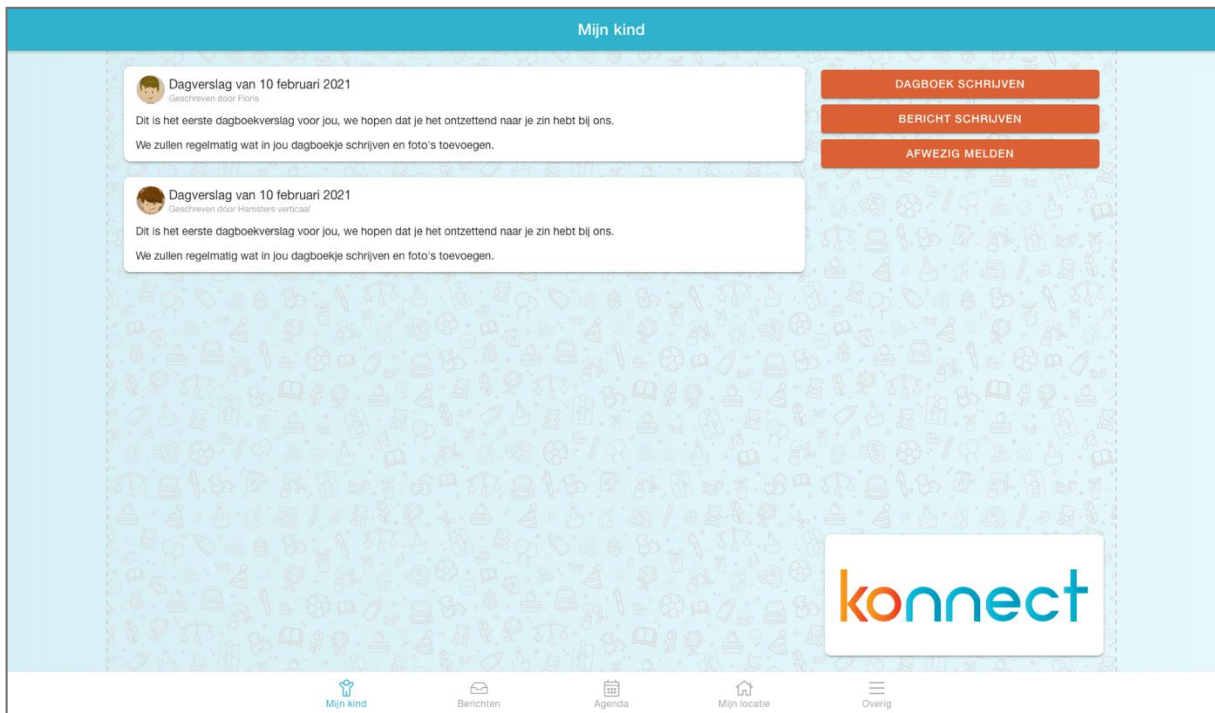 Mijn kind
Dagverslag van 10 februari 2021
Geschreven door Floris
Dit is het eerste dagboekverslag voor jou, we hopen dat je het ontzettend naar je zin hebt bij ons.
We zullen regelmatig wat in jou dagboekje schrijven en foto's toevoegen.
Dagverslag van 10 februari 2021
Geschreven door Hamsters verticaal
Dit is het eerste dagboekverslag voor jou, we hopen dat je het ontzettend naar je zin hebt bij ons.
We zullen regelmatig wat in jou dagboekje schrijven en foto's toevoegen.
DAGBOEK SCHRIJVEN
BERICHT SCHRIJVEN
AFWEZIG MELDEN
konnect
Mijn kind
Berichten
Agenda
Mijn locatie
Overig